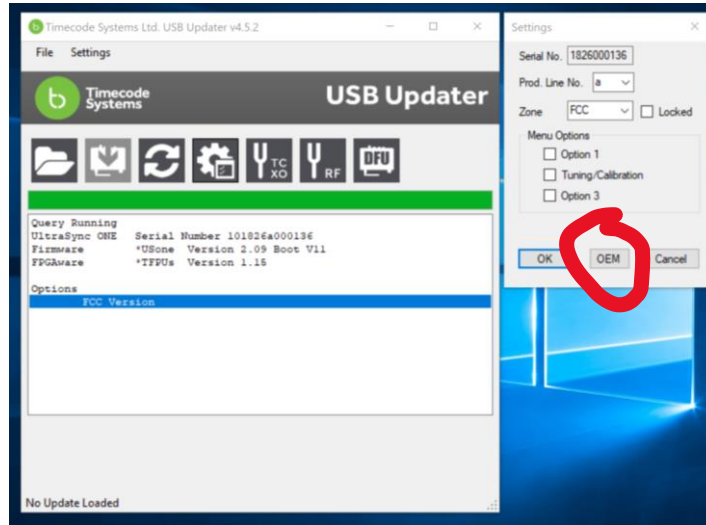 Timecode Systems Ltd. USB Updater v4.5.2
File Settings
b Timecode
Systems
USB Updater
TC
XO
RF
DFU
Query Running
UltraSync ONE Serial Number 101826a000136
Firmware *USone Version 2.09 Boot V11
FPGAware *TFPUs Version 1.15
Options
FCC Version
No Update Loaded
Settings
Serial No. 1826000136
Prod. Line No. a
Zone FCC Locked
Menu Options
Option 1
Tuning/Calibration
Option 3
OK OEM Cancel